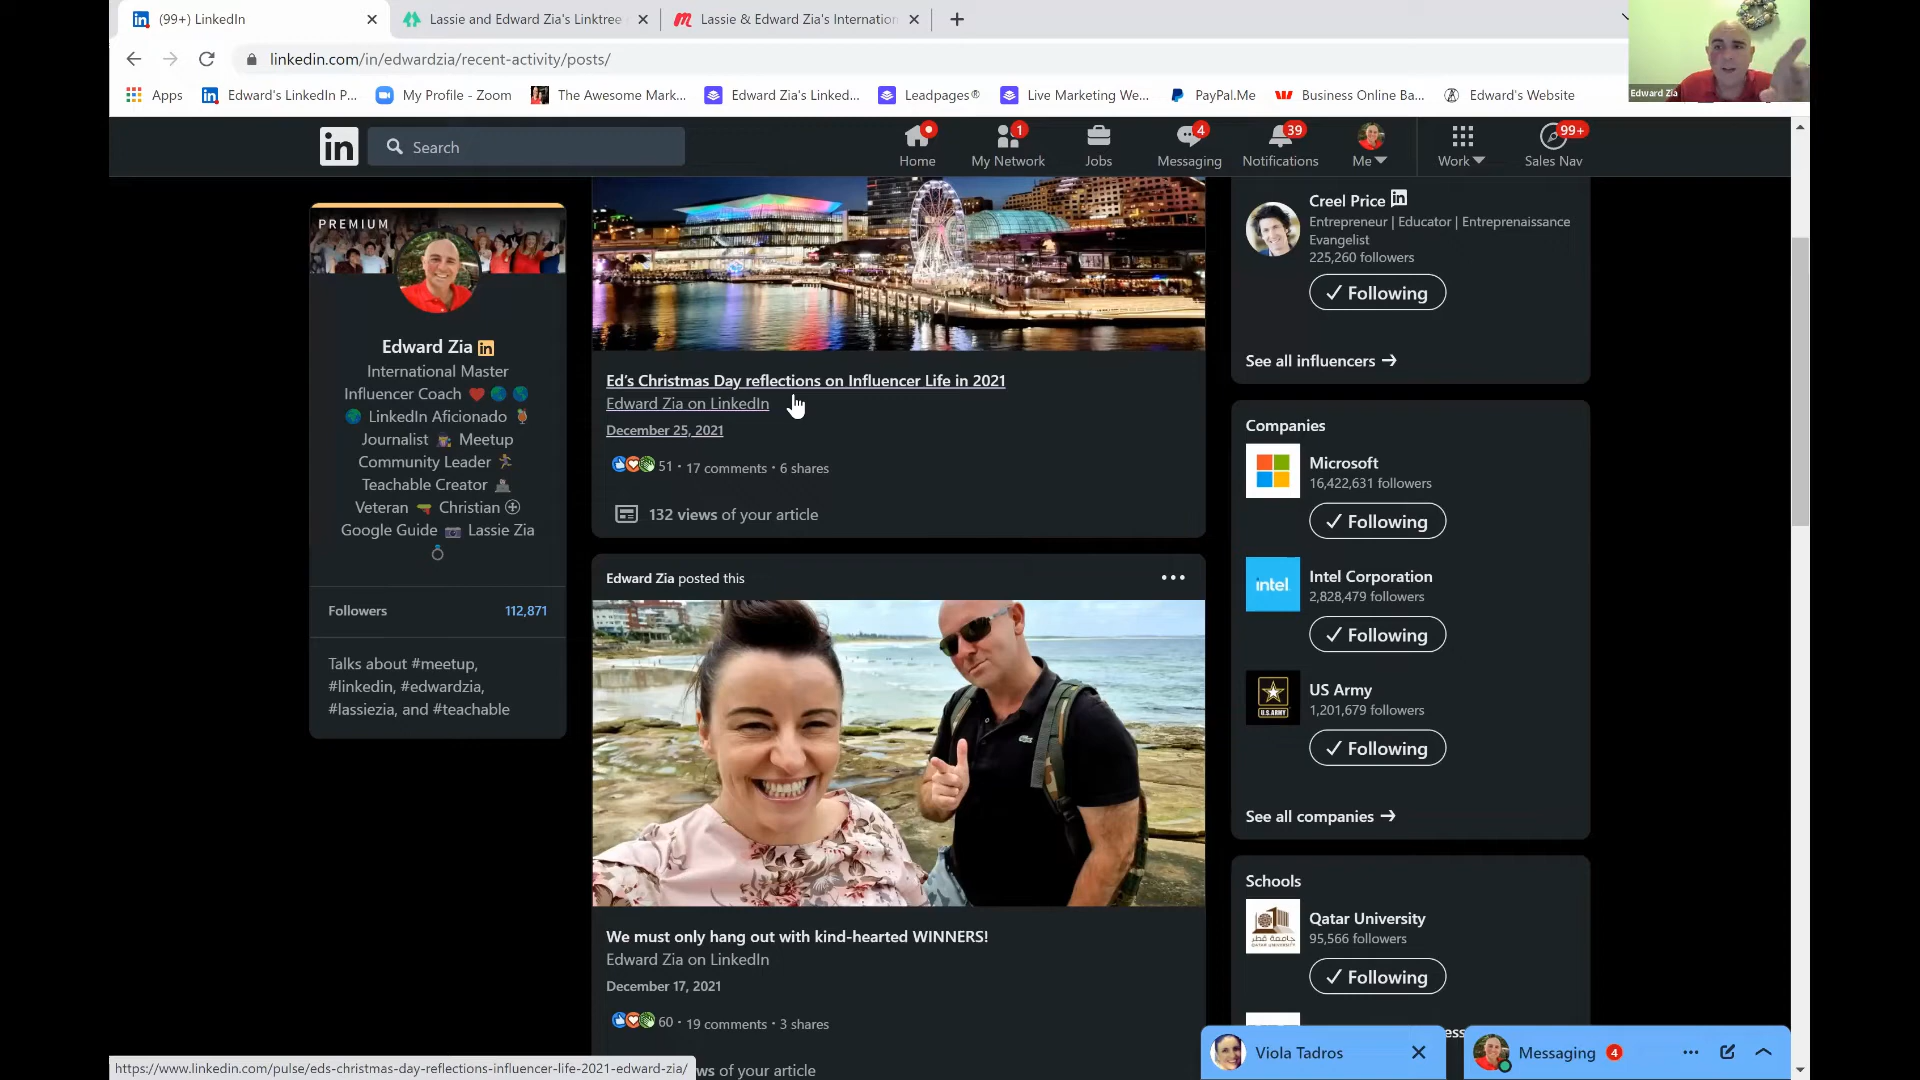 (99+) LinkedIn
Lassie and Edward Zia's Linktree
Lassie & Edward Zia's Internation
linkedin.com/in/edwardzia/recent-activity/posts/
Edward Zia
Apps
Edward's LinkedIn P...
My Profile - Zoom
The Awesome Mark...
Edward Zia's Linked...
Leadpages®
Live Marketing We...
PayPal.Me
Business Online Ba...
Edward's Website
in
Search
Home
1
My Network
Jobs
4
Messaging
39
Notifications
Me
Work
99+
Sales Nav
PREMIUM
Edward Zia in
International Master
Influencer Coach
LinkedIn Aficionado
Journalist Meetup
Community Leader
Teachable Creator
Veteran Christian
Google Guide Lassie Zia
Followers 112,871
Talks about #meetup,
#linkedin, #edwardzia,
#lassiezia, and #teachable
Ed's Christmas Day reflections on Influencer Life in 2021
Edward Zia on LinkedIn
December 25, 2021
51 · 17 comments · 6 shares
132 views of your article
Edward Zia posted this
We must only hang out with kind-hearted WINNERS!
Edward Zia on LinkedIn
December 17, 2021
60 · 19 comments · 3 shares
ws of your article
Creel Price in
Entrepreneur | Educator | Entreprenaissance
Evangelist
225,260 followers
✓ Following
See all influencers →
Companies
Microsoft
16,422,631 followers
✓ Following
intel
Intel Corporation
2,828,479 followers
✓ Following
U.S.ARMY
US Army
1,201,679 followers
✓ Following
See all companies →
Schools
جامعة قطر
QATAR UNIVERSITY
Qatar University
95,566 followers
✓ Following
ess
Viola Tadros
Messaging 4
https://www.linkedin.com/pulse/eds-christmas-day-reflections-influencer-life-2021-edward-zia/